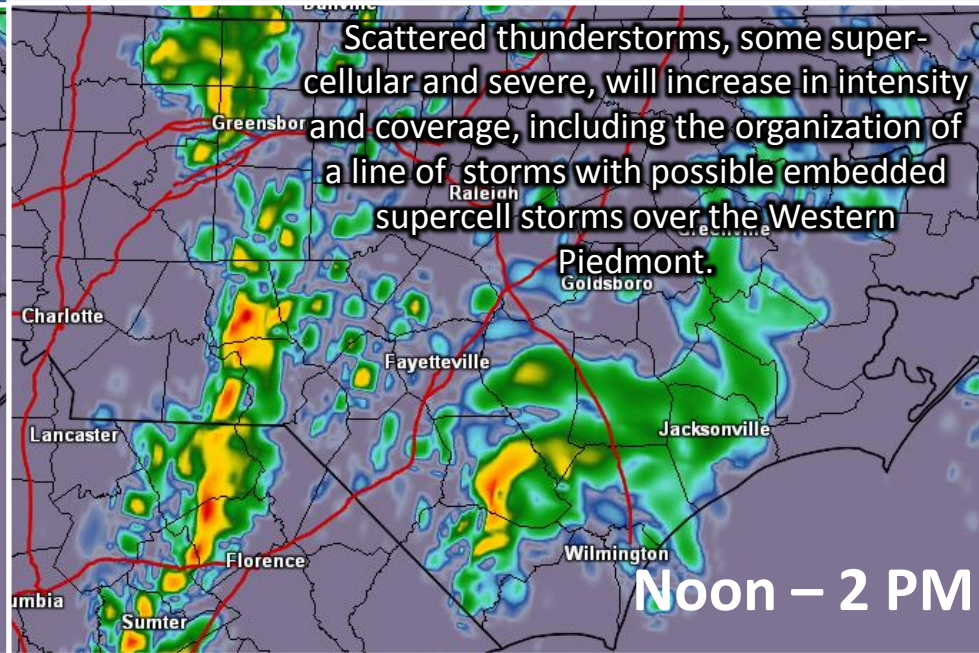 Danville
Scattered thunderstorms, some super-
cellular and severe, will increase in intensity
Greensbor and coverage, including the organization of
a line of  storms with possible embedded
Raleigh
supercell storms over the Western
Greenville
Piedmont.
Goldsboro
Charlotte
Fayetteville
Lancaster
Jacksonville
Wilmington
Florence
Noon – 2 PM
umbia
Sumter